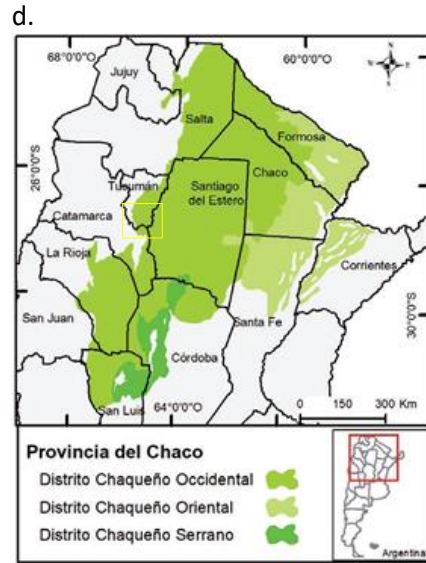 d.
68°0'0"O
60°0'0"O
Jujuy
Salta
Formosa
26°0'0"S
Tucumán
Chaco
Santiago
del Estero
Catamarca
La Rioja
Corrientes
San Juan
Santa Fe
30°0'0"S
Córdoba
San Luis
64°0'0"O
0 150 300 Km
Provincia del Chaco
Distrito Chaqueño Occidental
Distrito Chaqueño Oriental
Distrito Chaqueño Serrano
Argentina